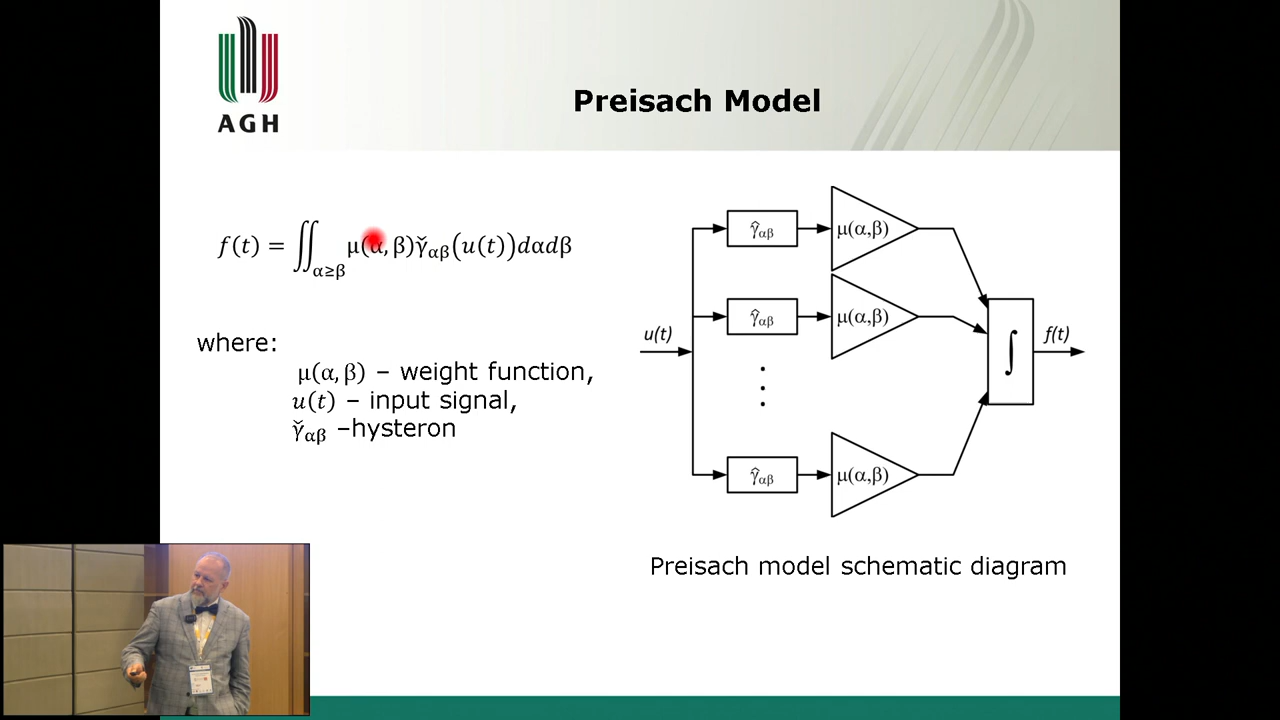 AGH
Preisach Model
f(t) = ∬α≥β μ(α, β)γ̌αβ(u(t))dαdβ
where:
μ(α, β) – weight function,
u(t) – input signal,
γ̌αβ –hysteron
γ̂αβ
μ(α,β)
γ̂αβ
μ(α,β)
u(t)
∫
f(t)
γ̂αβ
μ(α,β)
Preisach model schematic diagram